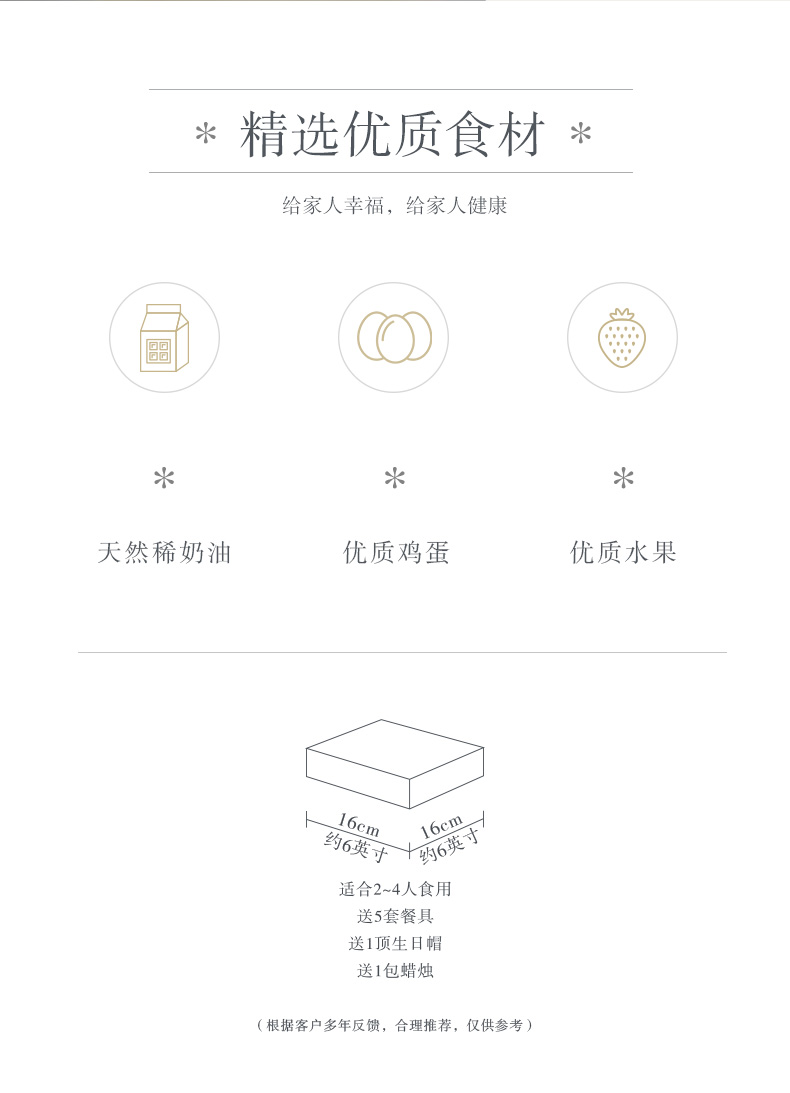 * 精选优质食材 *
给家人幸福，给家人健康
* * *
天然稀奶油 优质鸡蛋 优质水果
16cm 16cm
约6英寸 约6英寸
适合2~4人食用
送5套餐具
送1顶生日帽
送1包蜡烛
（根据客户多年反馈，合理推荐，仅供参考）